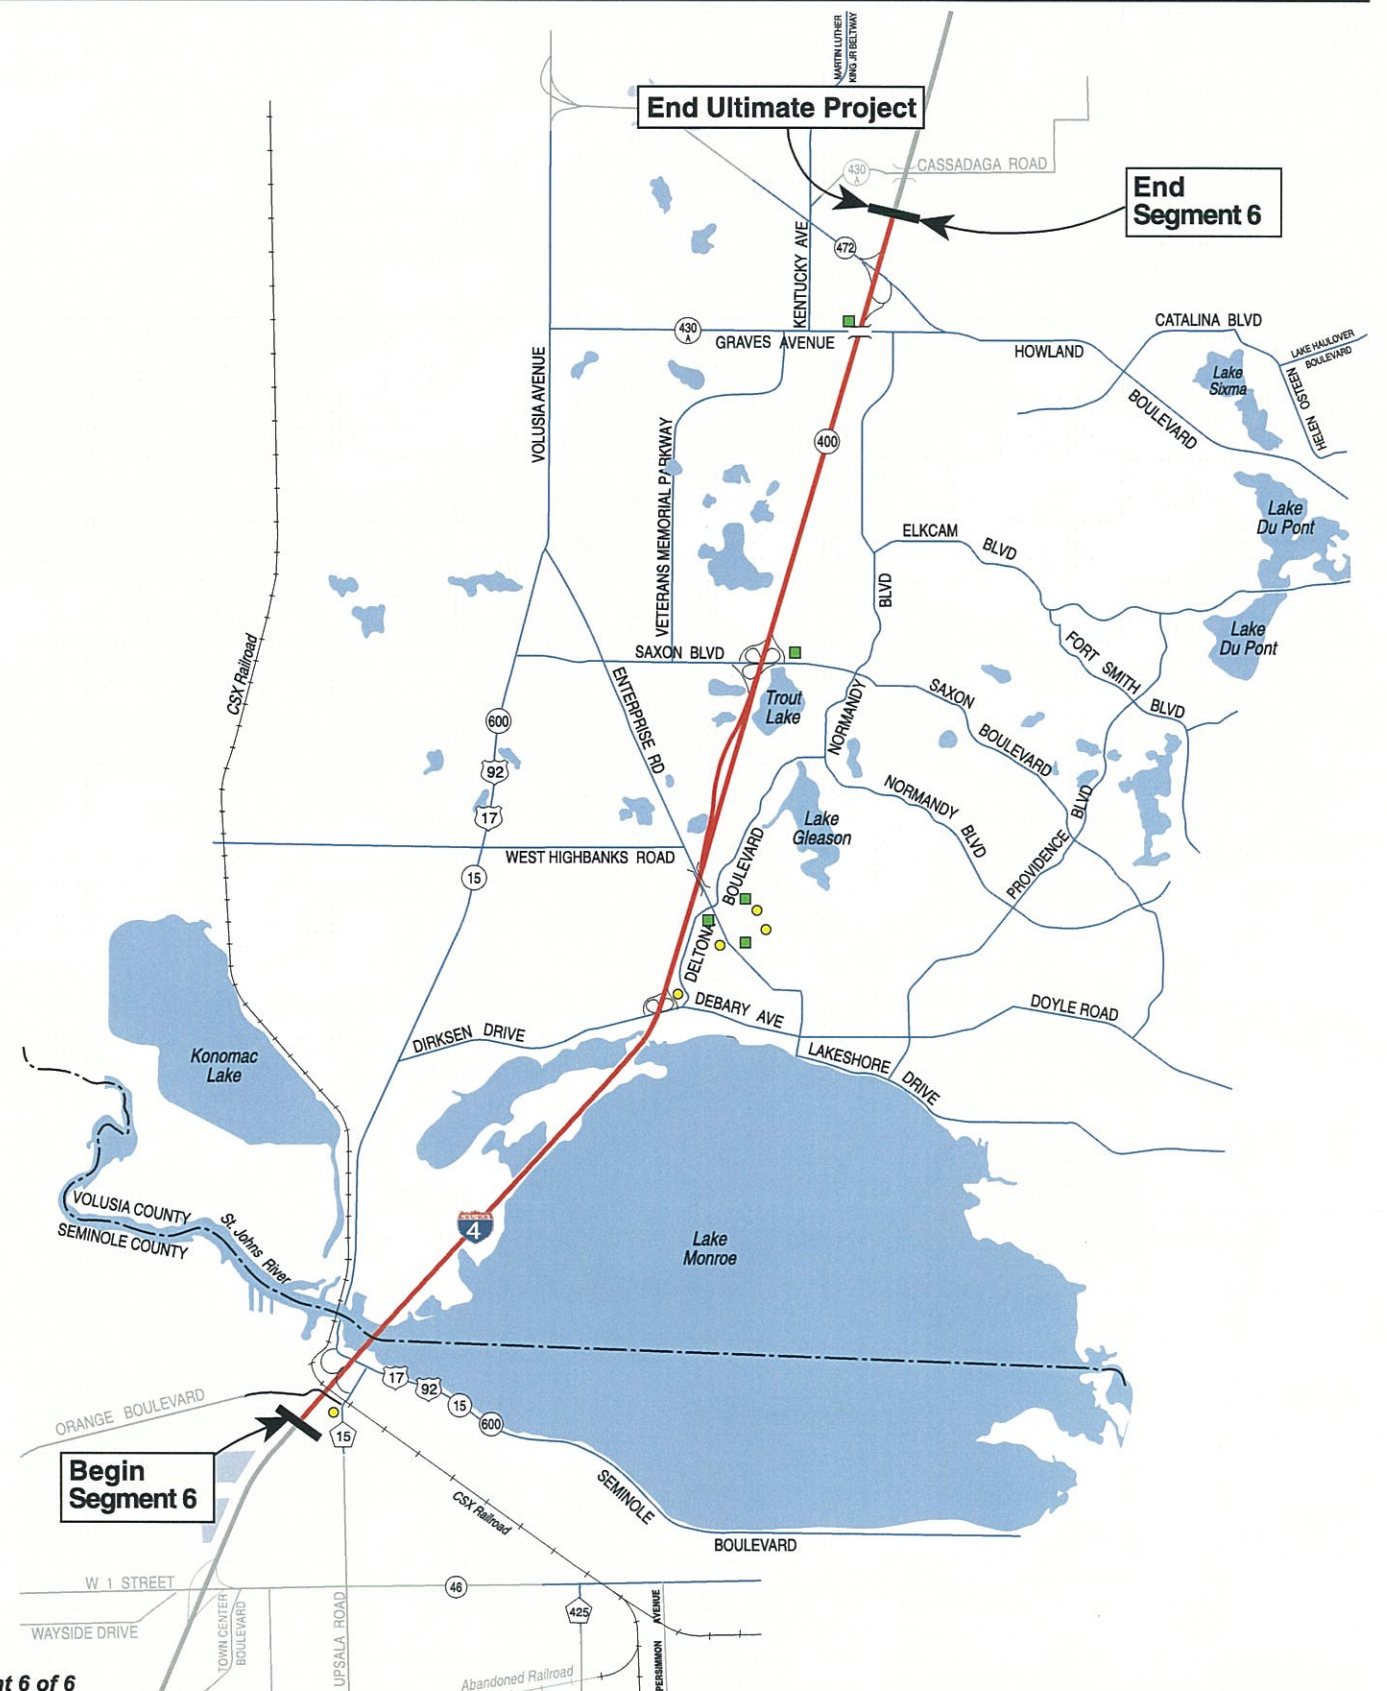 MARTIN LUTHER
KING JR BELTWAY
End Ultimate Project
430
A
CASSADAGA ROAD
End
Segment 6
472
KENTUCKY AVE
430
A
GRAVES AVENUE
HOWLAND
BOULEVARD
CATALINA BLVD
LAKE HAULOVER
BOULEVARD
HELEN OSTEEN
Lake
Sixma
VOLUSIA AVENUE
VETERANS MEMORIAL PARKWAY
400
Lake
Du Pont
ELKCAM BLVD
BLVD
Lake
Du Pont
CSX Railroad
SAXON BLVD
FORT SMITH BLVD
ENTERPRISE RD
Trout
Lake
NORMANDY
SAXON BOULEVARD
600
92
17
NORMANDY BLVD
PROVIDENCE BLVD
Lake
Gleason
WEST HIGHBANKS ROAD
15
DELTONA BOULEVARD
DEBARY AVE
DOYLE ROAD
DIRKSEN DRIVE
LAKESHORE DRIVE
Konomac
Lake
VOLUSIA COUNTY
SEMINOLE COUNTY
St. Johns River
4
Lake
Monroe
17
92
15
600
ORANGE BOULEVARD
15
Begin
Segment 6
SEMINOLE
BOULEVARD
CSX Railroad
W 1 STREET
46
425
WAYSIDE DRIVE
TOWN CENTER
BOULEVARD
UPSALA ROAD
PERSIMMON AVENUE
Abandoned Railroad
6 of 6